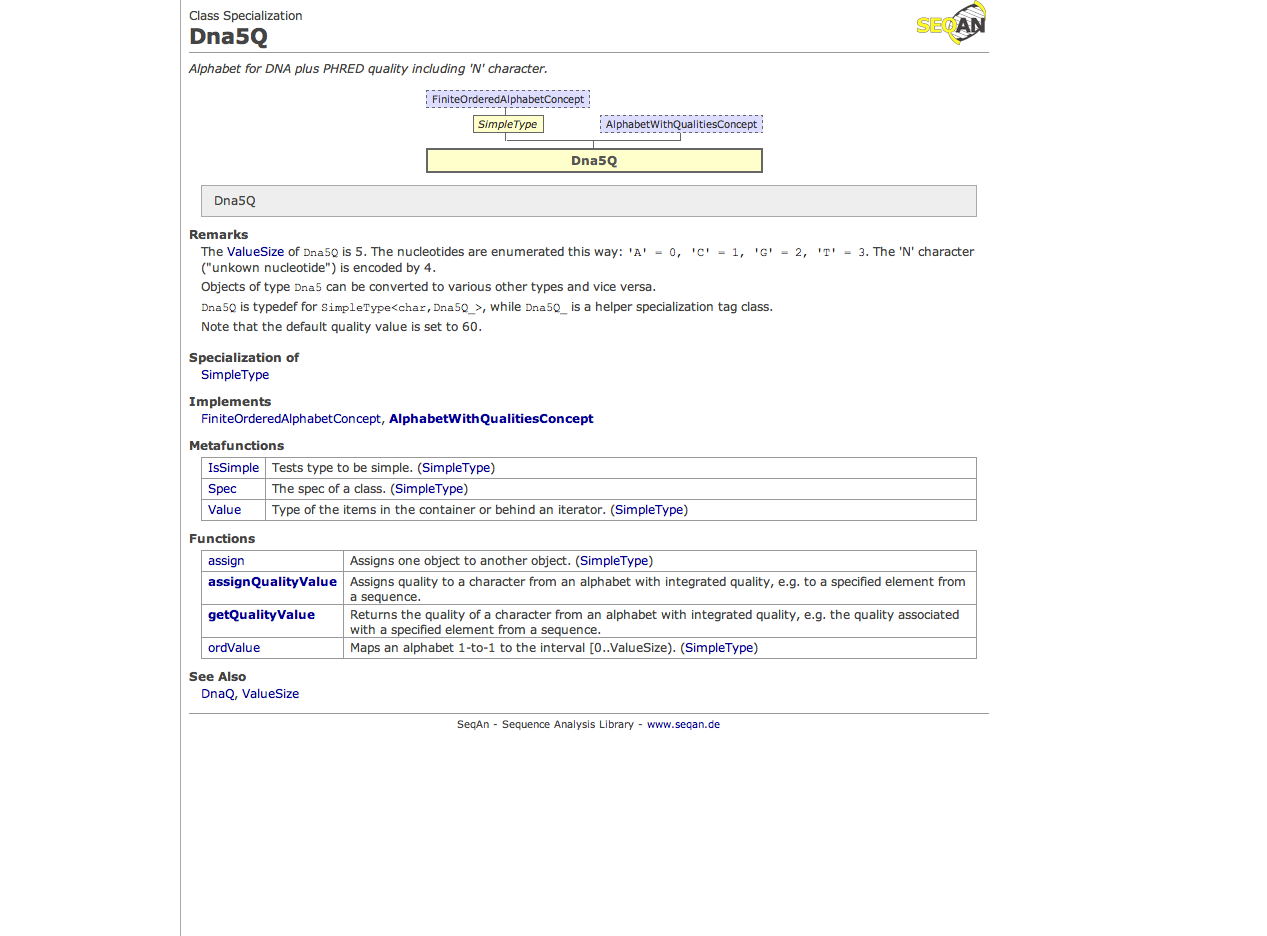 Class Specialization
Dna5Q
SEQAN
Alphabet for DNA plus PHRED quality including 'N' character.
FiniteOrderedAlphabetConcept
SimpleType AlphabetWithQualitiesConcept
Dna5Q
Dna5Q
Remarks
The ValueSize of Dna5Q is 5. The nucleotides are enumerated this way: 'A' = 0, 'C' = 1, 'G' = 2, 'T' = 3. The 'N' character
("unkown nucleotide") is encoded by 4.
Objects of type Dna5 can be converted to various other types and vice versa.
Dna5Q is typedef for SimpleType<char,Dna5Q_>, while Dna5Q_ is a helper specialization tag class.
Note that the default quality value is set to 60.
Specialization of
SimpleType
Implements
FiniteOrderedAlphabetConcept, AlphabetWithQualitiesConcept
Metafunctions
IsSimple Tests type to be simple. (SimpleType)
Spec The spec of a class. (SimpleType)
Value Type of the items in the container or behind an iterator. (SimpleType)
Functions
assign Assigns one object to another object. (SimpleType)
assignQualityValue Assigns quality to a character from an alphabet with integrated quality, e.g. to a specified element from
a sequence.
getQualityValue Returns the quality of a character from an alphabet with integrated quality, e.g. the quality associated
with a specified element from a sequence.
ordValue Maps an alphabet 1-to-1 to the interval [0..ValueSize). (SimpleType)
See Also
DnaQ, ValueSize
SeqAn - Sequence Analysis Library - www.seqan.de